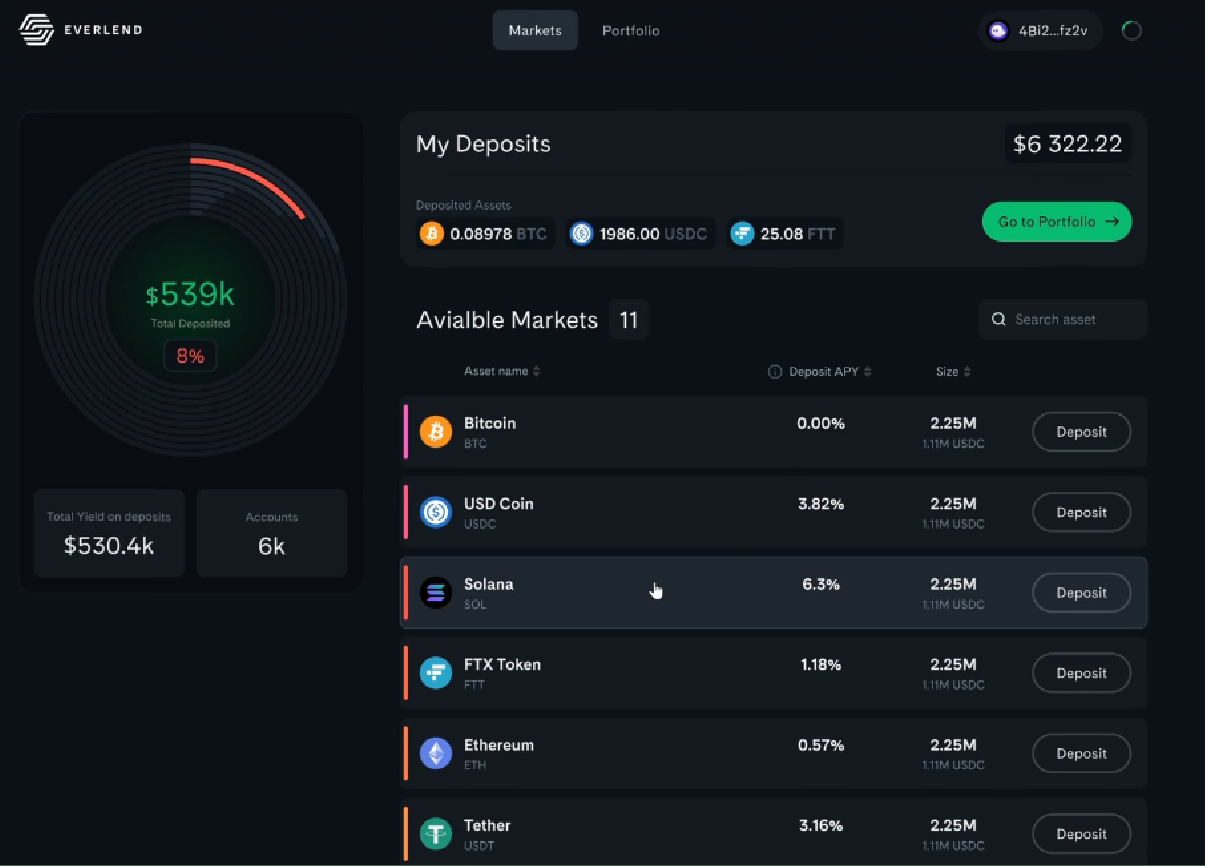 EVERLEND
Markets
Portfolio
4Bi2...fz2v
$539k
Total Deposited
8%
Total Yield on deposits
$530.4k
Accounts
6k
My Deposits
$6 322.22
Deposited Assets
0.08978 BTC
1986.00 USDC
25.08 FTT
Go to Portfolio →
Avialble Markets 11
Search asset
Asset name
Deposit APY
Size
Bitcoin
BTC
0.00%
2.25M
1.11M USDC
Deposit
USD Coin
USDC
3.82%
2.25M
1.11M USDC
Deposit
Solana
SOL
6.3%
2.25M
1.11M USDC
Deposit
FTX Token
FTT
1.18%
2.25M
1.11M USDC
Deposit
Ethereum
ETH
0.57%
2.25M
1.11M USDC
Deposit
Tether
USDT
3.16%
2.25M
1.11M USDC
Deposit